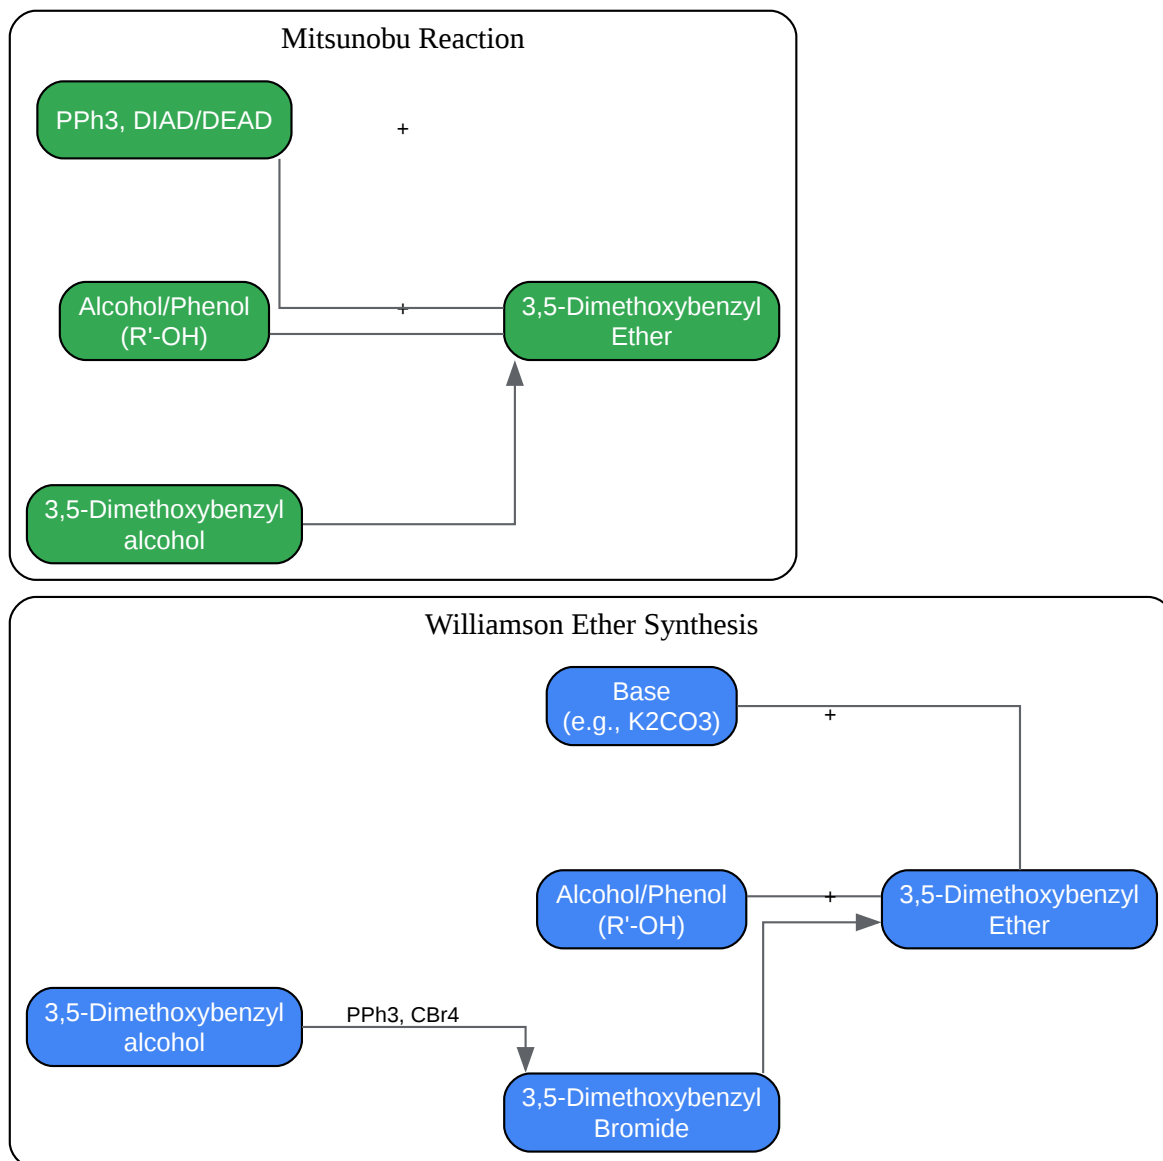 Mitsunobu Reaction
PPh3, DIAD/DEAD
+
Alcohol/Phenol
(R'-OH)
+
3,5-Dimethoxybenzyl
Ether
3,5-Dimethoxybenzyl
alcohol
Williamson Ether Synthesis
Base
(e.g., K2CO3)
+
Alcohol/Phenol
(R'-OH)
+
3,5-Dimethoxybenzyl
Ether
3,5-Dimethoxybenzyl
alcohol
PPh3, CBr4
3,5-Dimethoxybenzyl
Bromide